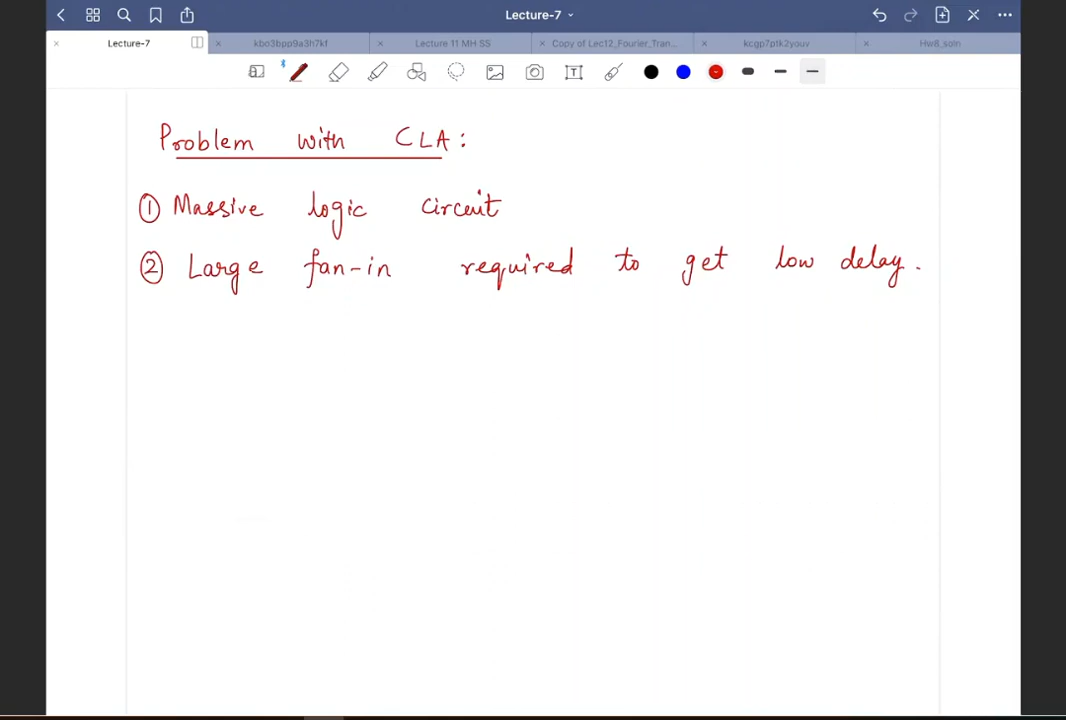 Lecture-7
Lecture-7
kbo3bpp9a3h7kf
Lecture 11 MH SS
Copy of Lec12_Fourier_Tran...
kcgp7ptk2youv
Hw8_soln
Problem with CLA:
① Massive logic circuit
② Large fan-in required to get low delay.